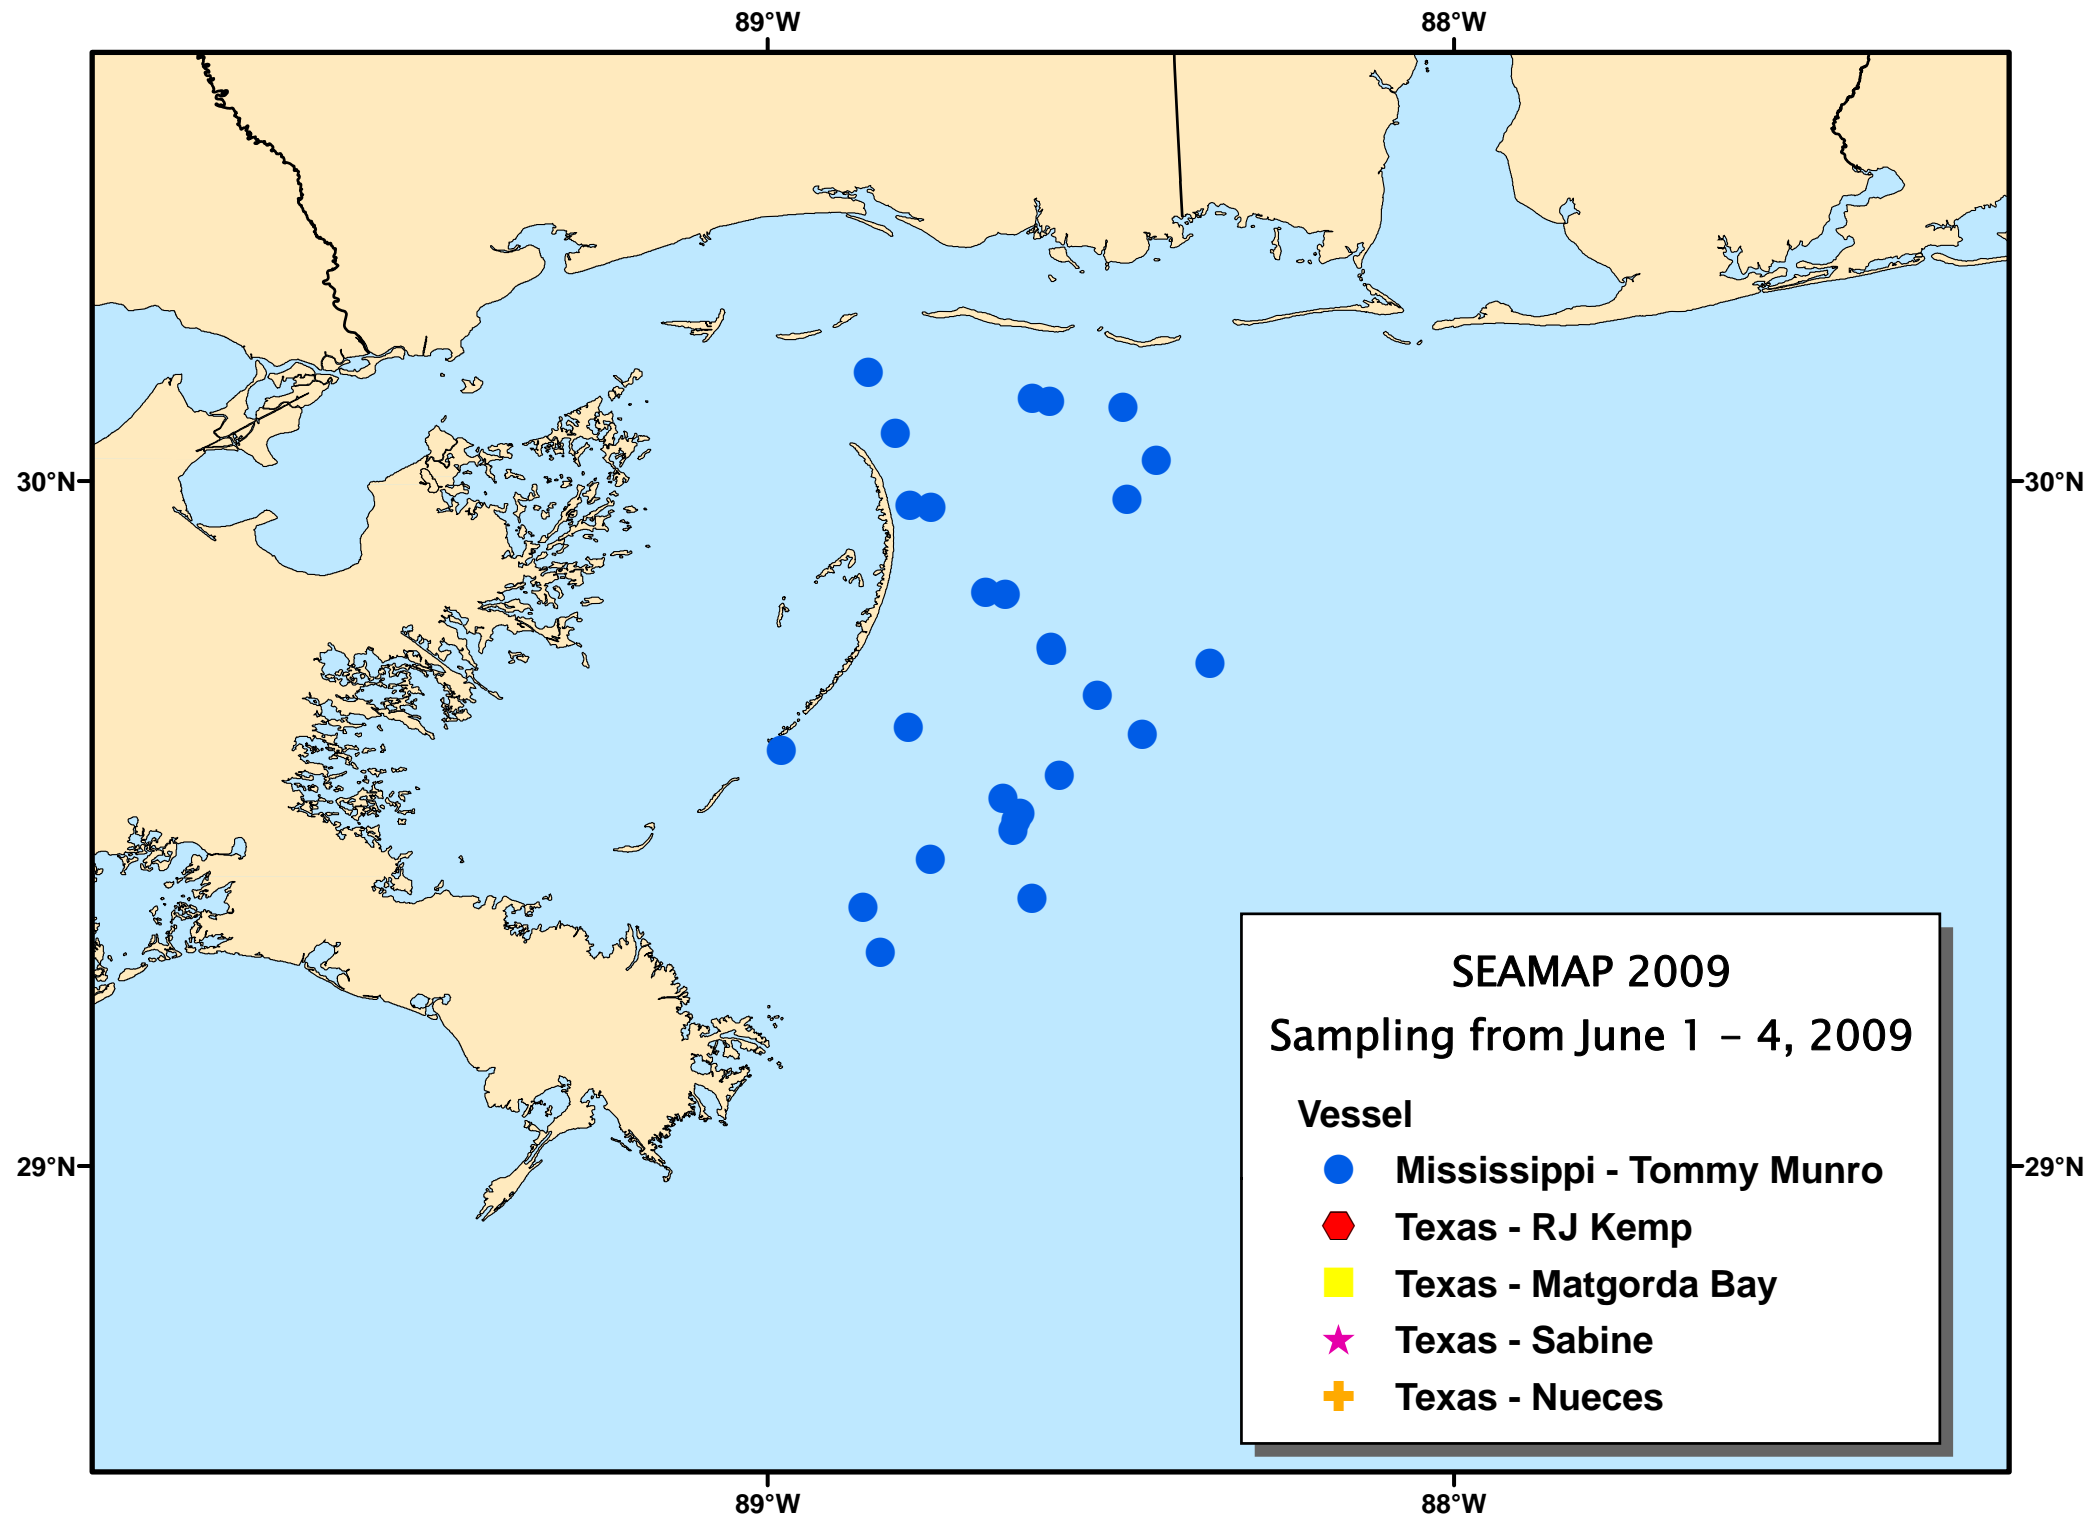 89°W
88°W
30°N
30°N
29°N
29°N
SEAMAP 2009
Sampling from June 1 – 4, 2009
Vessel
Mississippi - Tommy Munro
Texas - RJ Kemp
Texas - Matgorda Bay
Texas - Sabine
Texas - Nueces
89°W
88°W